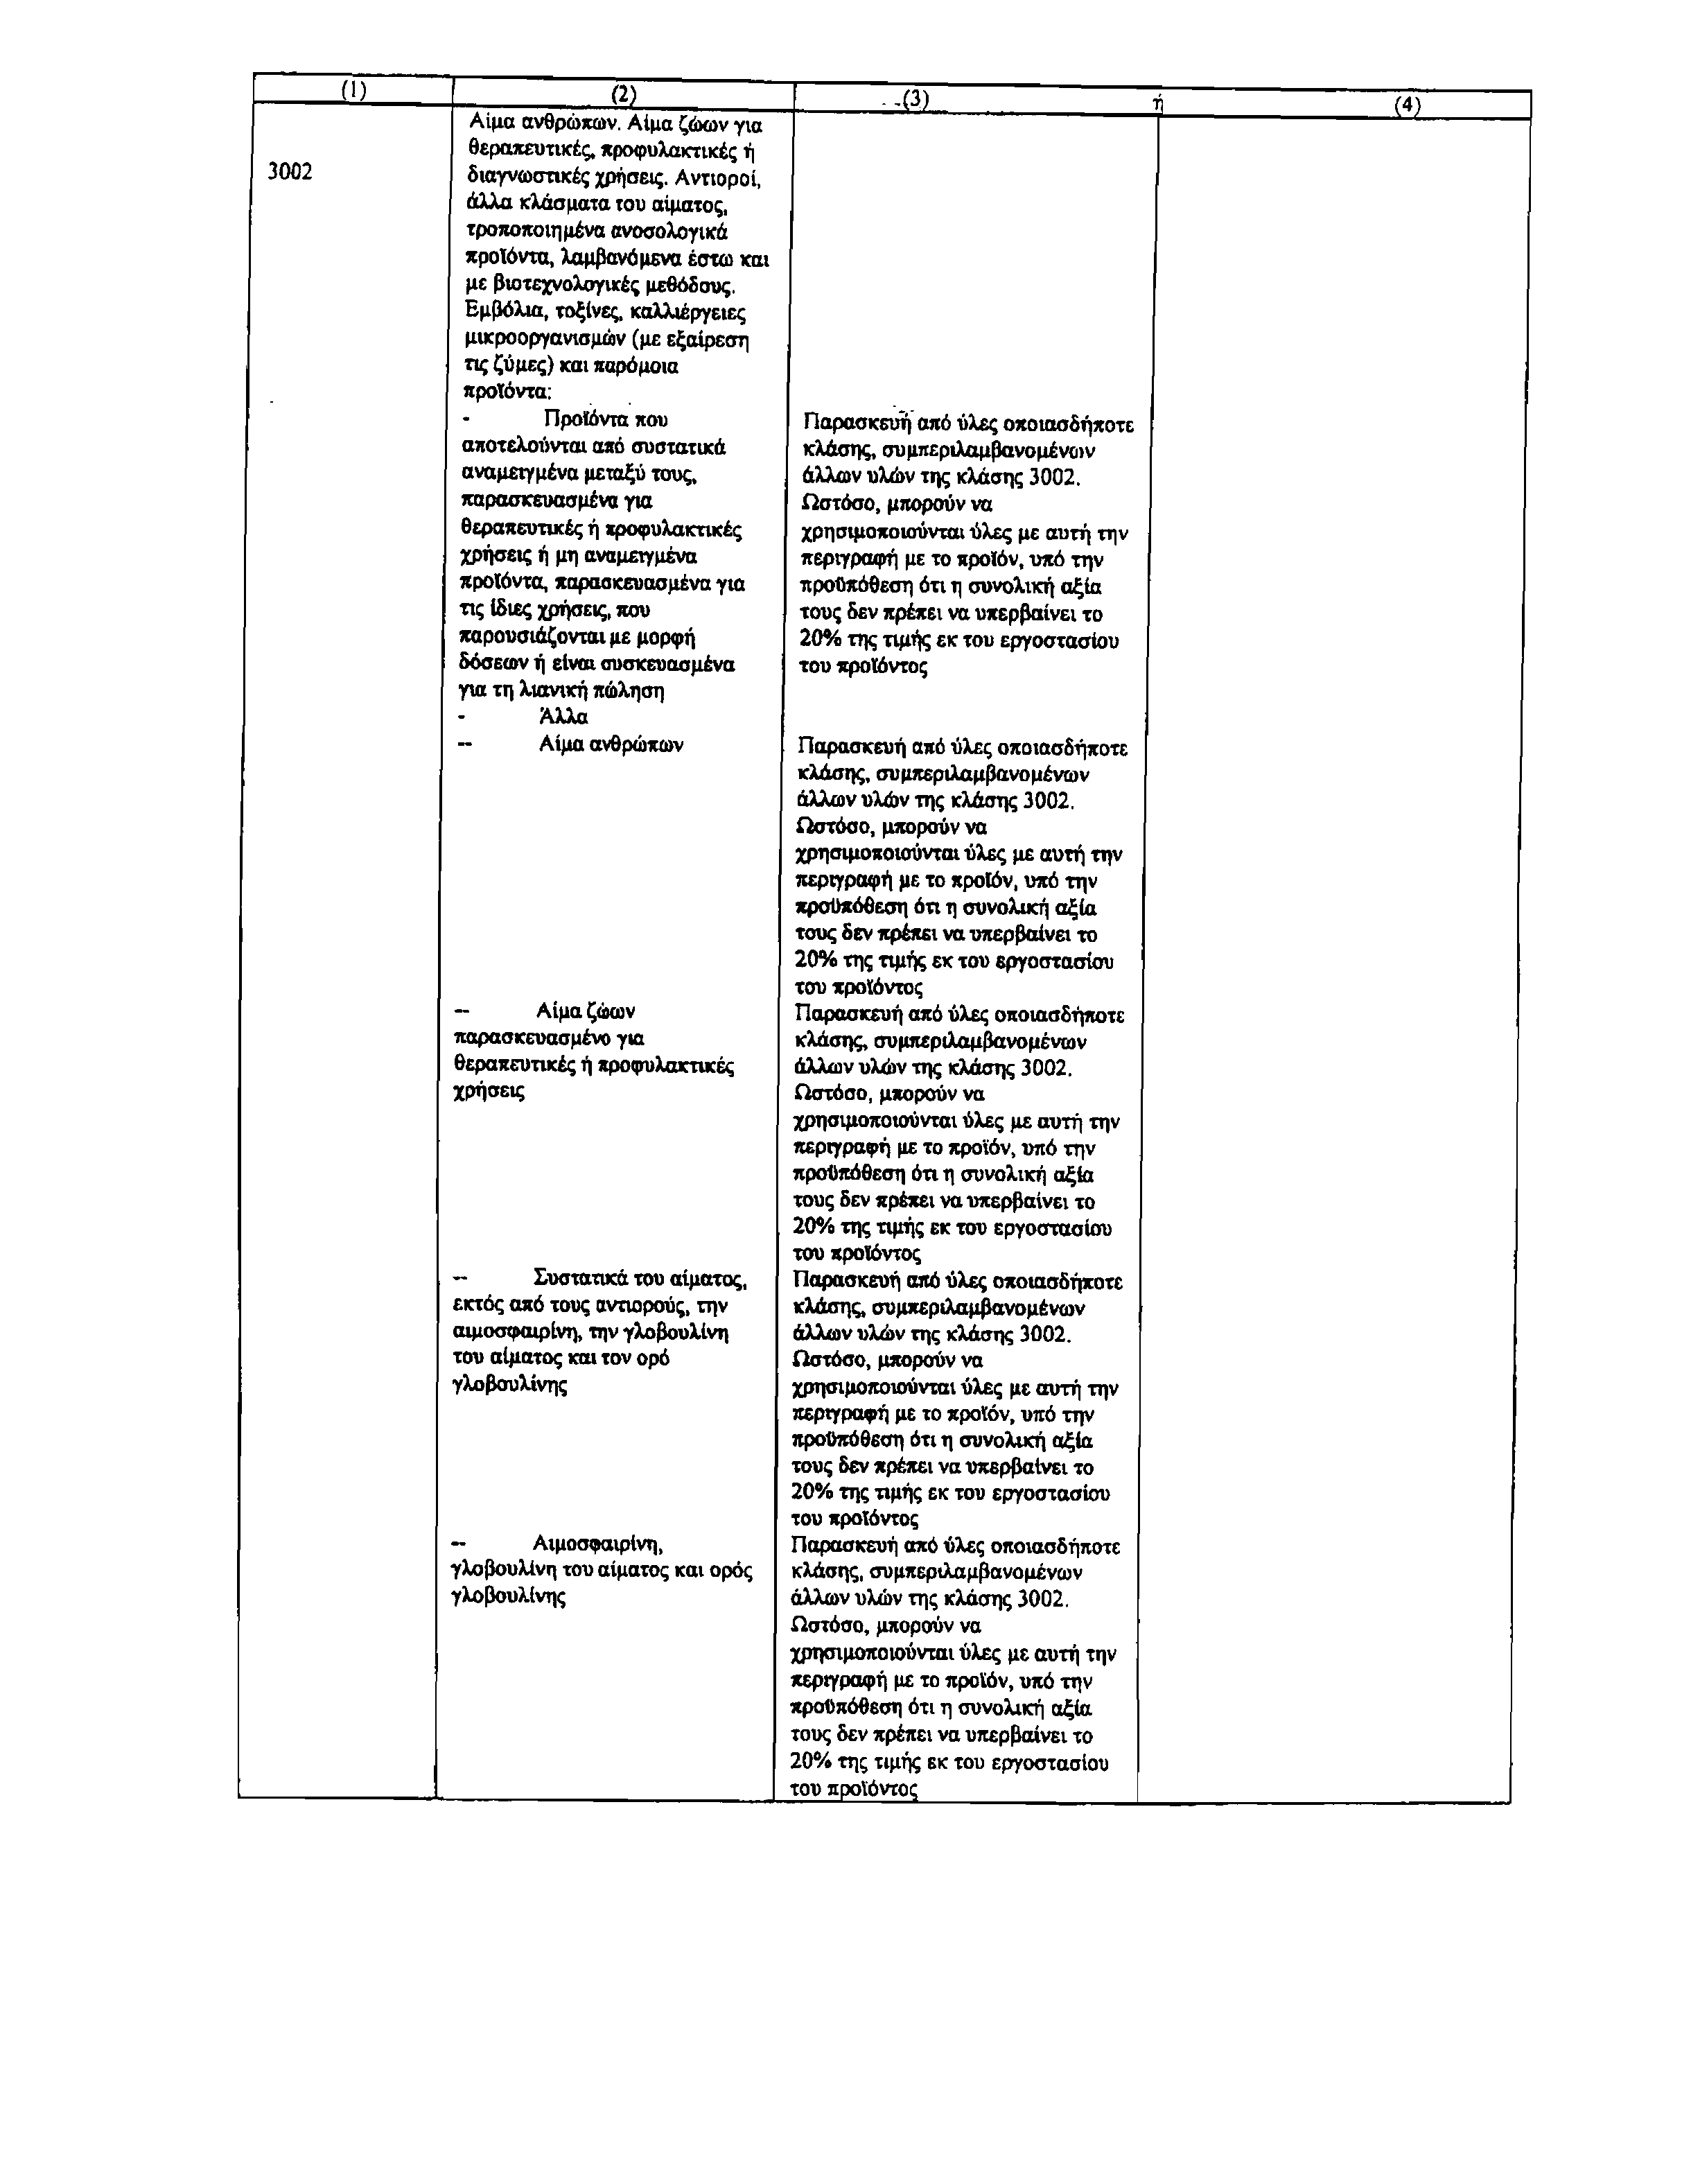 (1) (2) (3) ή (4)
3002
Αίμα ανθρώπων. Αίμα ζώων για
θεραπευτικές, προφυλακτικές ή
διαγνωστικές χρήσεις. Αντιοροί,
άλλα κλάσματα του αίματος,
τροποποιημένα ανοσολογικά
προϊόντα, λαμβανόμενα έστω και
με βιοτεχνολογικές μεθόδους.
Εμβόλια, τοξίνες, καλλιέργειες
μικροοργανισμών (με εξαίρεση
τις ζύμες) και παρόμοια
προϊόντα:
- Προϊόντα που
αποτελούνται από συστατικά
αναμειγμένα μεταξύ τους,
παρασκευασμένα για
θεραπευτικές ή προφυλακτικές
χρήσεις ή μη αναμειγμένα
προϊόντα, παρασκευασμένα για
τις ίδιες χρήσεις, που
παρουσιάζονται με μορφή
δόσεων ή είναι συσκευασμένα
για τη λιανική πώληση
Παρασκευή από ύλες οποιασδήποτε
κλάσης, συμπεριλαμβανομένων
άλλων υλών της κλάσης 3002.
Ωστόσο, μπορούν να
χρησιμοποιούνται ύλες με αυτή την
περιγραφή με το προϊόν, υπό την
προϋπόθεση ότι η συνολική αξία
τους δεν πρέπει να υπερβαίνει το
20% της τιμής εκ του εργοστασίου
του προϊόντος
- Άλλα
-- Αίμα ανθρώπων
Παρασκευή από ύλες οποιασδήποτε
κλάσης, συμπεριλαμβανομένων
άλλων υλών της κλάσης 3002.
Ωστόσο, μπορούν να
χρησιμοποιούνται ύλες με αυτή την
περιγραφή με το προϊόν, υπό την
προϋπόθεση ότι η συνολική αξία
τους δεν πρέπει να υπερβαίνει το
20% της τιμής εκ του εργοστασίου
του προϊόντος
-- Αίμα ζώων
παρασκευασμένο για
θεραπευτικές ή προφυλακτικές
χρήσεις
Παρασκευή από ύλες οποιασδήποτε
κλάσης, συμπεριλαμβανομένων
άλλων υλών της κλάσης 3002.
Ωστόσο, μπορούν να
χρησιμοποιούνται ύλες με αυτή την
περιγραφή με το προϊόν, υπό την
προϋπόθεση ότι η συνολική αξία
τους δεν πρέπει να υπερβαίνει το
20% της τιμής εκ του εργοστασίου
του προϊόντος
-- Συστατικά του αίματος,
εκτός από τους αντιορούς, την
αιμοσφαιρίνη, την γλοβουλίνη
του αίματος και τον ορό
γλοβουλίνης
Παρασκευή από ύλες οποιασδήποτε
κλάσης, συμπεριλαμβανομένων
άλλων υλών της κλάσης 3002.
Ωστόσο, μπορούν να
χρησιμοποιούνται ύλες με αυτή την
περιγραφή με το προϊόν, υπό την
προϋπόθεση ότι η συνολική αξία
τους δεν πρέπει να υπερβαίνει το
20% της τιμής εκ του εργοστασίου
του προϊόντος
-- Αιμοσφαιρίνη,
γλοβουλίνη του αίματος και ορός
γλοβουλίνης
Παρασκευή από ύλες οποιασδήποτε
κλάσης, συμπεριλαμβανομένων
άλλων υλών της κλάσης 3002.
Ωστόσο, μπορούν να
χρησιμοποιούνται ύλες με αυτή την
περιγραφή με το προϊόν, υπό την
προϋπόθεση ότι η συνολική αξία
τους δεν πρέπει να υπερβαίνει το
20% της τιμής εκ του εργοστασίου
του προϊόντος